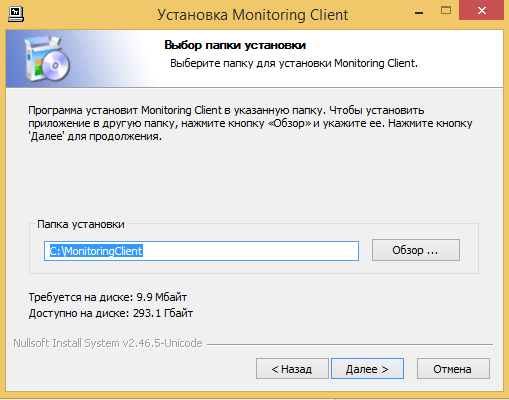 Установка Monitoring Client
Выбор папки установки
Выберите папку для установки Monitoring Client.
Программа установит Monitoring Client в указанную папку. Чтобы установить
приложение в другую папку, нажмите кнопку «Обзор» и укажите ее. Нажмите кнопку
'Далее' для продолжения.
Папка установки
C:\MonitoringClient
Обзор ...
Требуется на диске: 9.9 Мбайт
Доступно на диске: 293.1 Гбайт
Nullsoft Install System v2.46.5-Unicode
< Назад
Далее >
Отмена